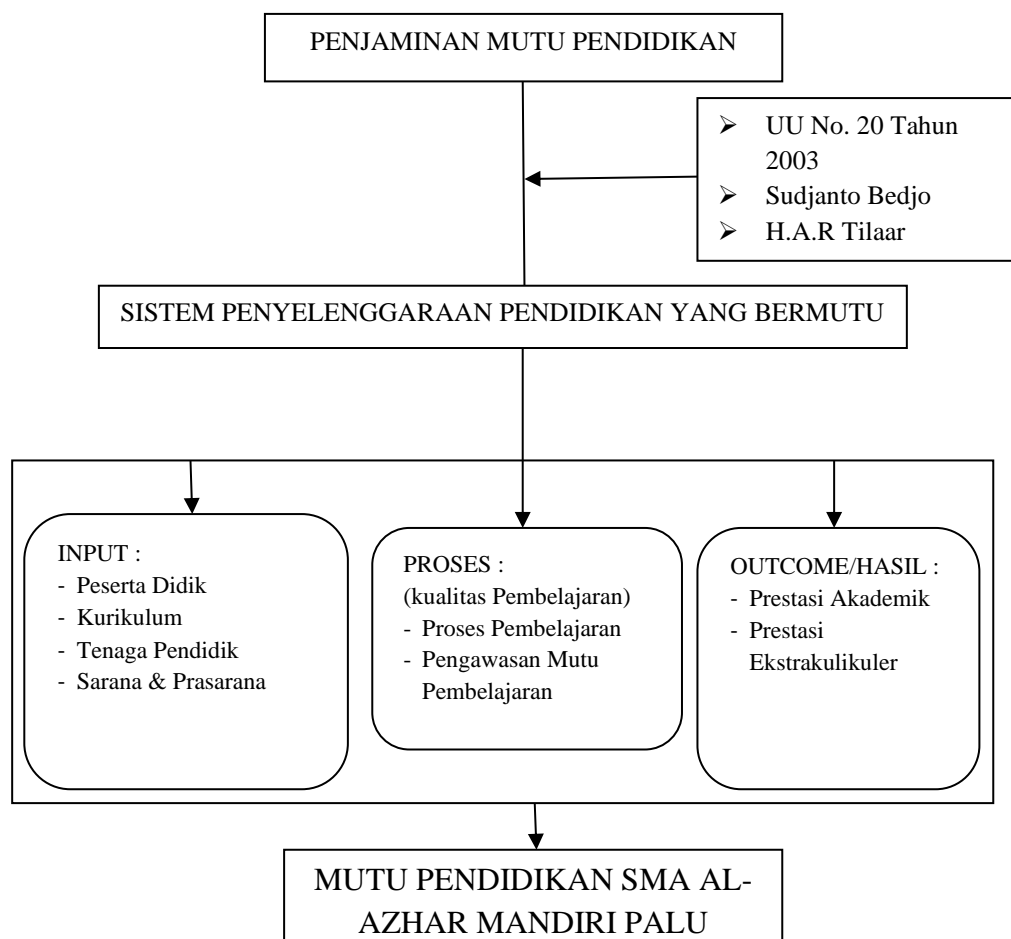 PENJAMINAN MUTU PENDIDIKAN
➢ UU No. 20 Tahun
2003
➢ Sudjanto Bedjo
➢ H.A.R Tilaar
SISTEM PENYELENGGARAAN PENDIDIKAN YANG BERMUTU
INPUT :
- Peserta Didik
- Kurikulum
- Tenaga Pendidik
- Sarana & Prasarana
PROSES :
(kualitas Pembelajaran)
- Proses Pembelajaran
- Pengawasan Mutu
Pembelajaran
OUTCOME/HASIL :
- Prestasi Akademik
- Prestasi
Ekstrakulikuler
MUTU PENDIDIKAN SMA AL-
AZHAR MANDIRI PALU